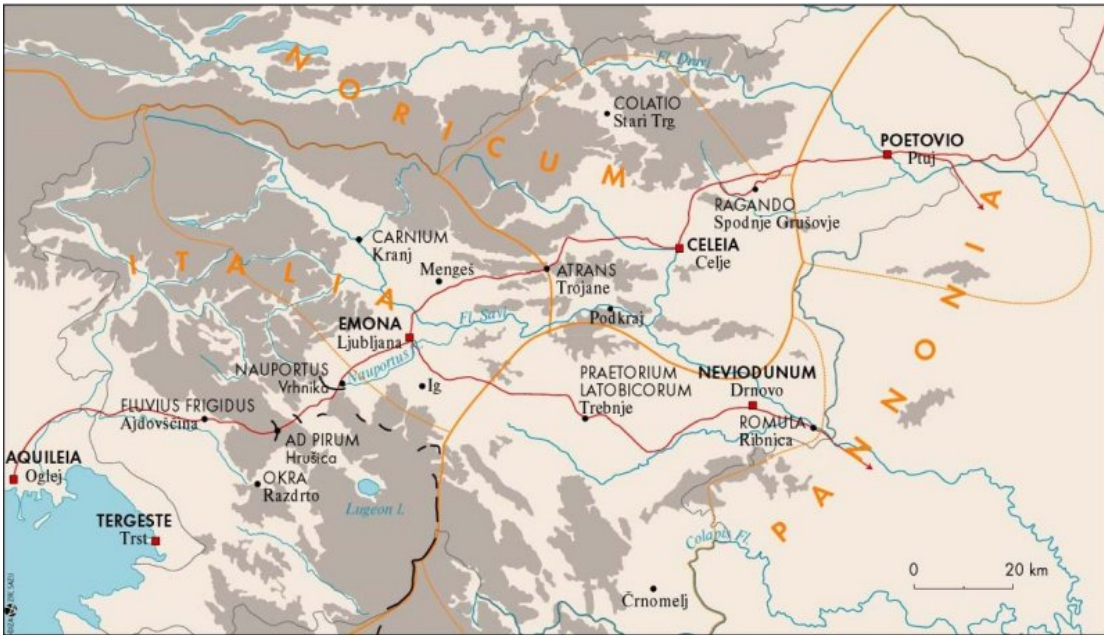 NORICUM
Fl. Dravi
COLATIO
Stari Trg
POETOVIO
Ptuj
RAGANDO
Spodnje Grušovje
CARNIUM
Kranj
CELEIA
Celje
ITALIA
Mengeš
ATRANS
Trojane
PANNONIA
EMONA
Ljubljana
Fl. Savi
Podkraj
NAUPORTUS
Vrhnika
Nauportus
Ig
PRAETORIUM
LATOBICORUM
Trebnje
NEVIODUNUM
Drnovo
FLUVIUS FRIGIDUS
Ajdovščina
ROMULA
Ribnica
AD PIRUM
Hrušica
AQUILEIA
Oglej
OKRA
Razdrto
Lugeon l.
TERGESTE
Trst
Colapis Fl.
0 20 km
Črnomelj